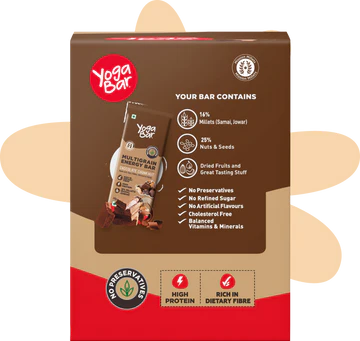 Yoga
Bar
YOUR BAR CONTAINS
14%
Millets (Samai, Jowar)
25%
Nuts & Seeds
Dried Fruits and
Great Tasting Stuff
No Preservatives
No Refined Sugar
No Artificial Flavours
Cholesterol Free
Balanced
Vitamins & Minerals
Yoga
Bar
MULTIGRAIN
ENERGY BAR
NO PRESERVATIVES
HIGH
PROTEIN
RICH IN
DIETARY FIBRE